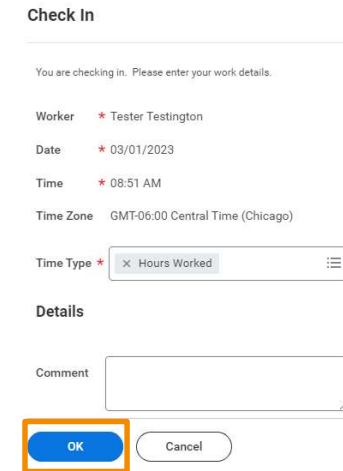 Check In
You are checking in. Please enter your work details.
Worker * Tester Testington
Date * 03/01/2023
Time * 08:51 AM
Time Zone GMT-06:00 Central Time (Chicago)
Time Type * × Hours Worked
Details
Comment
OK Cancel